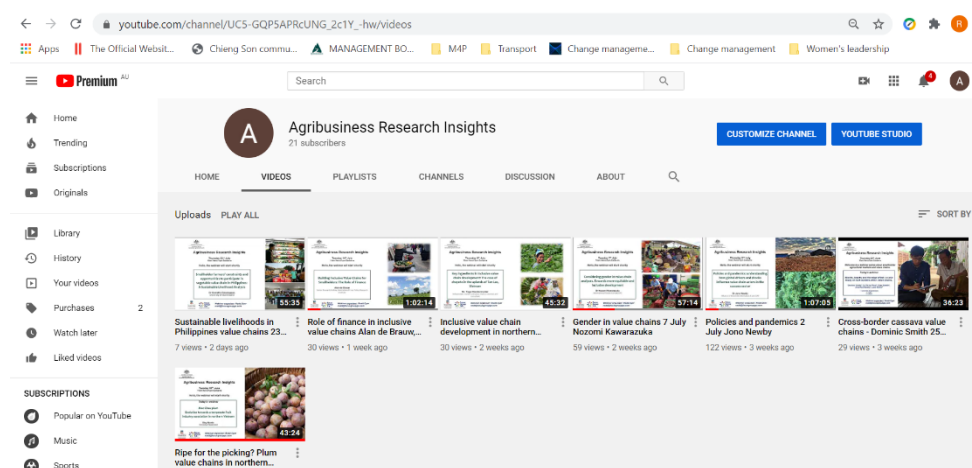 youtube.com/channel/UC5-GQP5APRcUNG_2c1Y_-hw/videos
R
Apps The Official Websit... Chieng Son commu... MANAGEMENT BO... M4P Transport Change manageme... Change management Women's leadership
Premium AU Search 4 A
Home
Trending
Subscriptions
Originals
Library
History
Your videos
Purchases 2
Watch later
Liked videos
SUBSCRIPTIONS
Popular on YouTube
Music
Sports
A
Agribusiness Research Insights
21 subscribers
CUSTOMIZE CHANNEL YOUTUBE STUDIO
HOME VIDEOS PLAYLISTS CHANNELS DISCUSSION ABOUT
Uploads PLAY ALL SORT BY
55:35 1:02:14 45:32 57:14 1:07:05 36:23
Sustainable livelihoods in
Philippines value chains 23...
7 views • 2 days ago
Role of finance in inclusive
value chains Alan de Brauw,...
30 views • 1 week ago
Inclusive value chain
development in northern...
30 views • 2 weeks ago
Gender in value chains 7 July
Nozomi Kawarazuka
59 views • 2 weeks ago
Policies and pandemics 2
July Jono Newby
122 views • 3 weeks ago
Cross-border cassava value
chains - Dominic Smith 25...
29 views • 3 weeks ago
Agribusiness Research Insights
43:24
Ripe for the picking? Plum
value chains in northern...